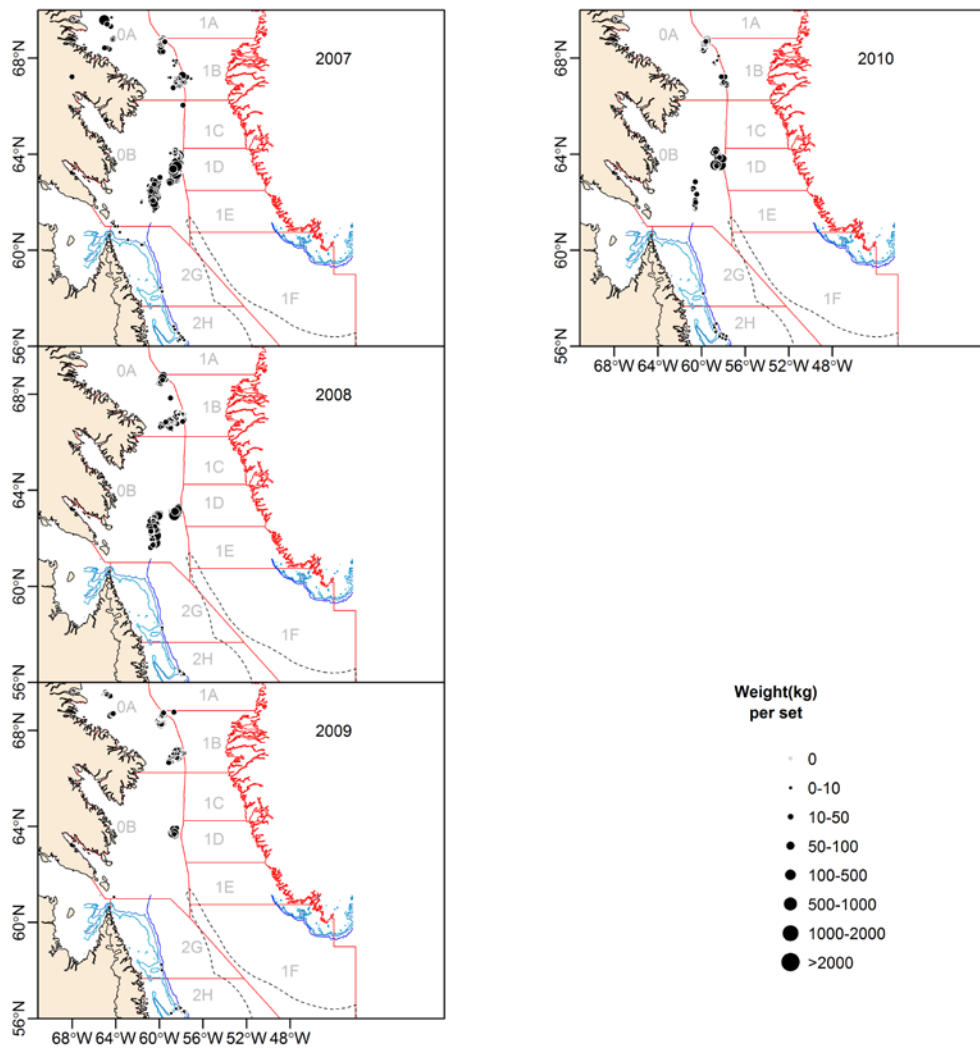 0A
1A
68°N
1B
2007
1C
64°N
0B
1D
1E
60°N
2G
1F
2H
56°N
0A
1A
68°N
1B
2008
1C
64°N
0B
1D
1E
60°N
2G
1F
2H
56°N
0A
1A
68°N
1B
2009
1C
64°N
0B
1D
1E
60°N
2G
1F
2H
56°N
68°W 64°W 60°W 56°W 52°W 48°W
0A
1A
68°N
1B
2010
1C
64°N
0B
1D
1E
60°N
2G
1F
2H
56°N
68°W 64°W 60°W 56°W 52°W 48°W
Weight(kg)
per set
0
0-10
10-50
50-100
100-500
500-1000
1000-2000
>2000